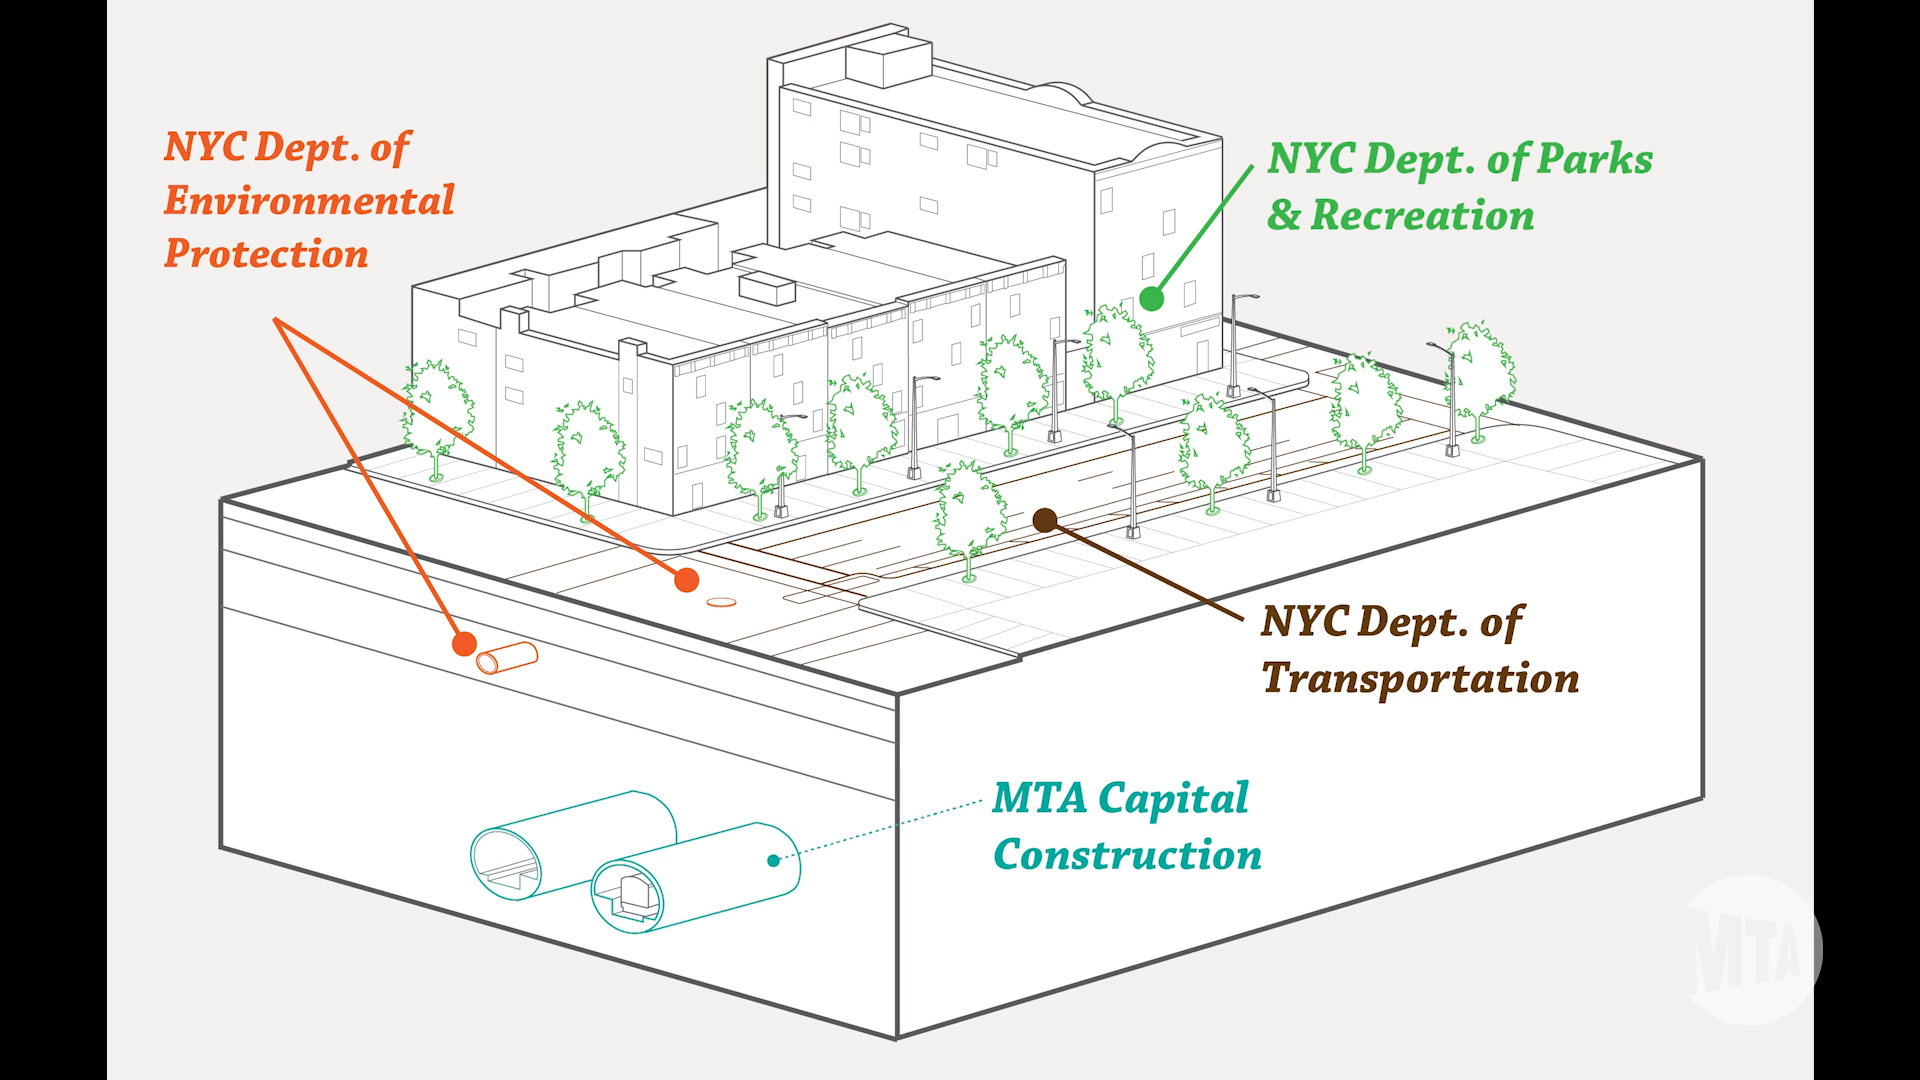 NYC Dept. of
Environmental
Protection
NYC Dept. of Parks
& Recreation
NYC Dept. of
Transportation
MTA Capital
Construction
MTA